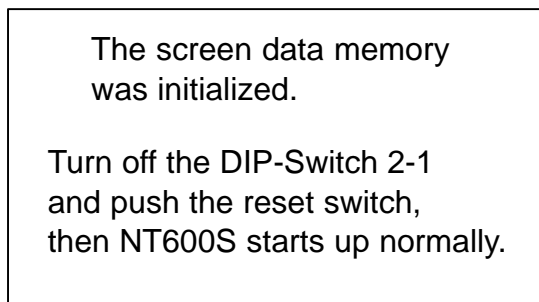 The screen data memory
was initialized.
Turn off the DIP-Switch 2-1
and push the reset switch,
then NT600S starts up normally.